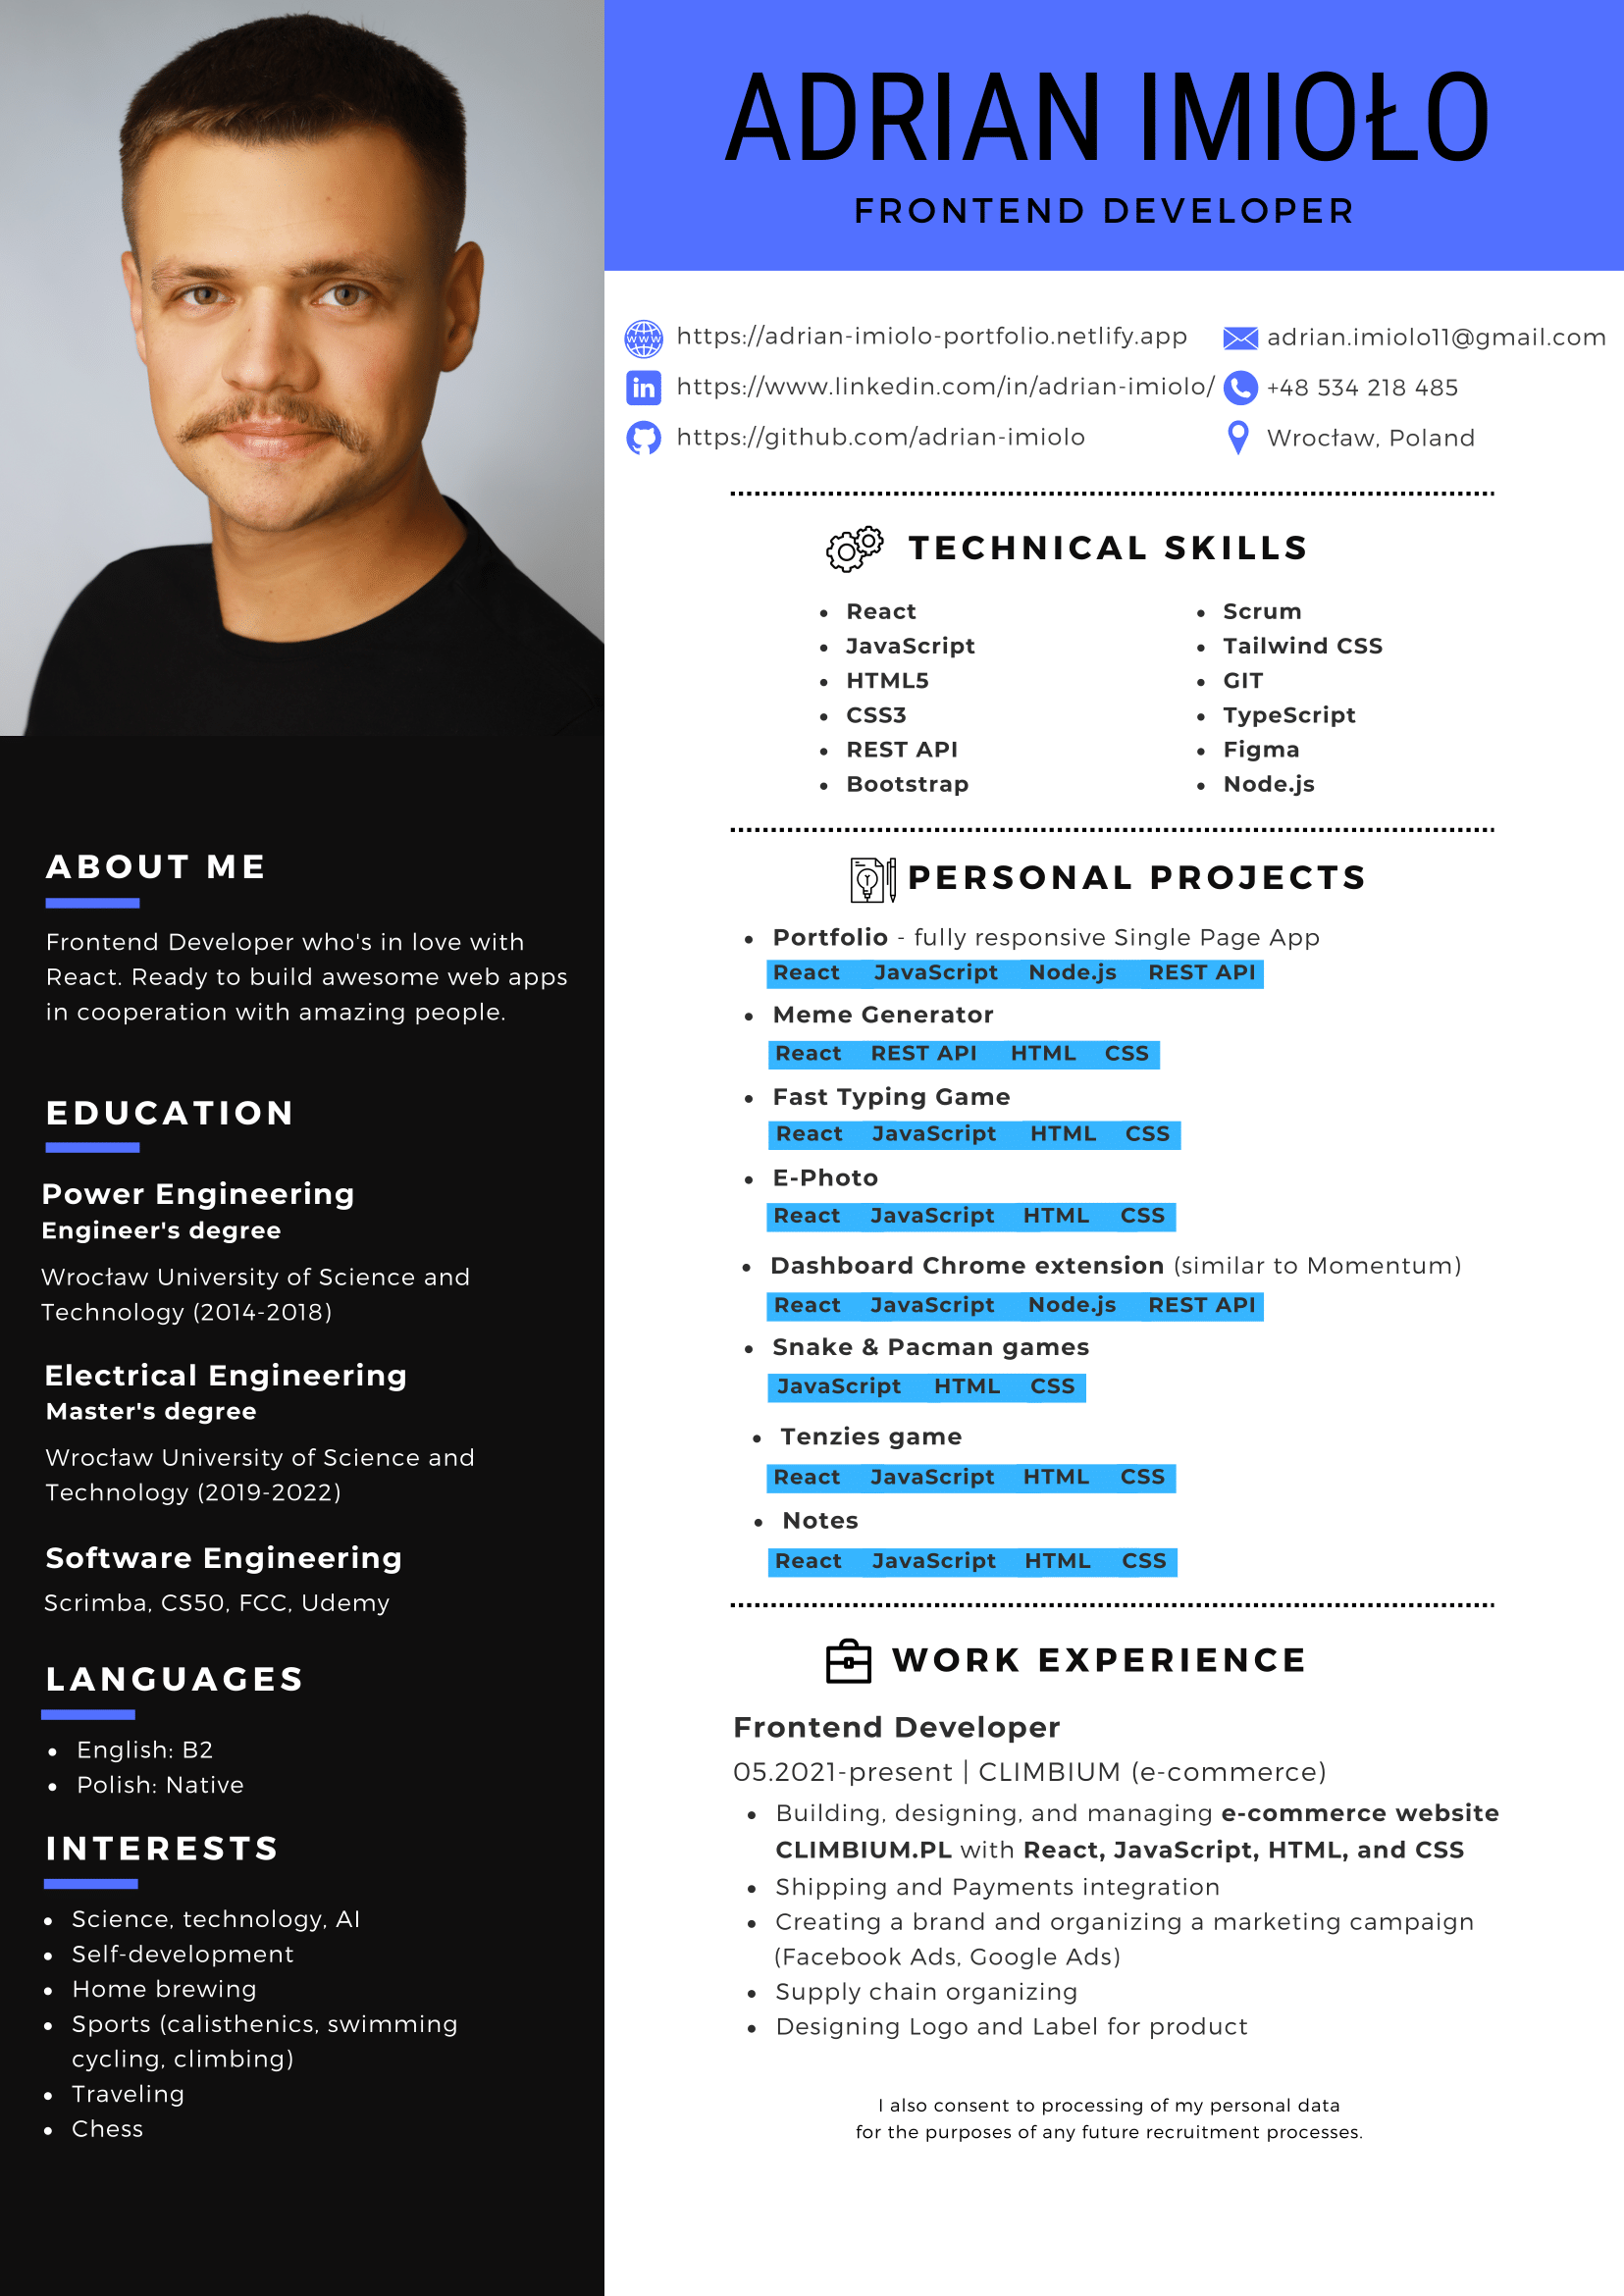 ADRIAN IMIOŁO
FRONTEND DEVELOPER
https://adrian-imiolo-portfolio.netlify.app
adrian.imiolo11@gmail.com
https://www.linkedin.com/in/adrian-imiolo/
+48 534 218 485
https://github.com/adrian-imiolo
Wrocław, Poland
ABOUT ME
Frontend Developer who's in love with
React. Ready to build awesome web apps
in cooperation with amazing people.
EDUCATION
Power Engineering
Engineer's degree
Wrocław University of Science and
Technology (2014-2018)
Electrical Engineering
Master's degree
Wrocław University of Science and
Technology (2019-2022)
Software Engineering
Scrimba, CS50, FCC, Udemy
LANGUAGES
English: B2
Polish: Native
INTERESTS
Science, technology, AI
Self-development
Home brewing
Sports (calisthenics, swimming
cycling, climbing)
Traveling
Chess
TECHNICAL SKILLS
React
JavaScript
HTML5
CSS3
REST API
Bootstrap
Scrum
Tailwind CSS
GIT
TypeScript
Figma
Node.js
PERSONAL PROJECTS
Portfolio - fully responsive Single Page App
React JavaScript Node.js REST API
Meme Generator
React REST API HTML CSS
Fast Typing Game
React JavaScript HTML CSS
E-Photo
React JavaScript HTML CSS
Dashboard Chrome extension (similar to Momentum)
React JavaScript Node.js REST API
Snake & Pacman games
JavaScript HTML CSS
Tenzies game
React JavaScript HTML CSS
Notes
React JavaScript HTML CSS
WORK EXPERIENCE
Frontend Developer
05.2021-present | CLIMBIUM (e-commerce)
Building, designing, and managing e-commerce website
CLIMBIUM.PL with React, JavaScript, HTML, and CSS
Shipping and Payments integration
Creating a brand and organizing a marketing campaign
(Facebook Ads, Google Ads)
Supply chain organizing
Designing Logo and Label for product
I also consent to processing of my personal data
for the purposes of any future recruitment processes.